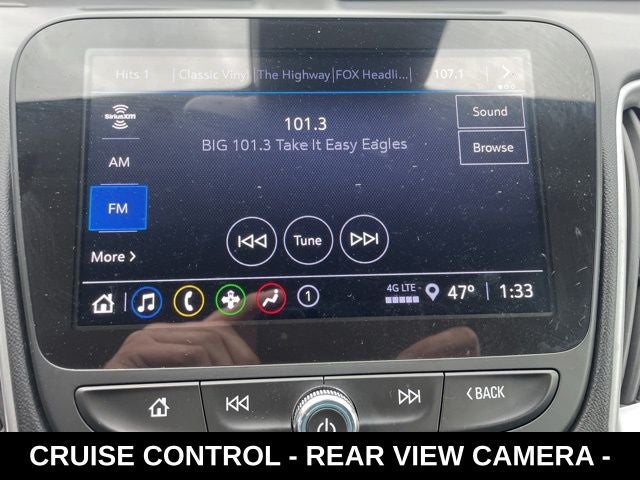 Hits 1 | Classic Vinyl | The Highway | FOX Headli... | 107.1
SiriusXM
101.3
Sound
BIG 101.3 Take It Easy Eagles
Browse
AM
FM
Tune
More >
1
4G LTE
47° | 1:33
< BACK
CRUISE CONTROL - REAR VIEW CAMERA -